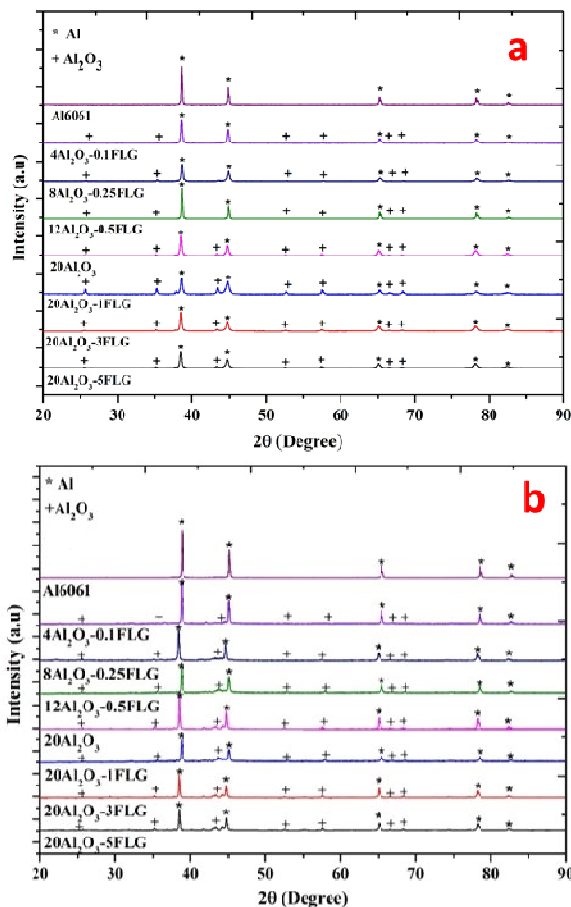 * Al
+ Al₂O₃
a
Al6061
4Al₂O₃-0.1FLG
8Al₂O₃-0.25FLG
12Al₂O₃-0.5FLG
20Al₂O₃
20Al₂O₃-1FLG
20Al₂O₃-3FLG
20Al₂O₃-5FLG
Intensity (a.u)
20 30 40 50 60 70 80 90
2θ (Degree)
* Al
+Al₂O₃
b
Al6061
4Al₂O₃-0.1FLG
8Al₂O₃-0.25FLG
12Al₂O₃-0.5FLG
20Al₂O₃
20Al₂O₃-1FLG
20Al₂O₃-3FLG
20Al₂O₃-5FLG
Intensity (a.u)
20 30 40 50 60 70 80 90
2θ (Degree)